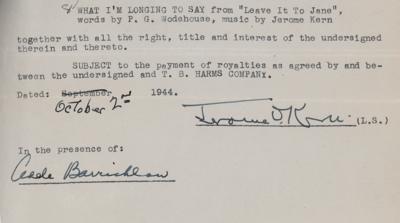 & WHAT I'M LONGING TO SAY from "Leave It To Jane",
words by P. G. Wodehouse, music by Jerome Kern
together with all the right, title and interest of the undersigned
therein and thereto.
SUBJECT to the payment of royalties as agreed by and be-
tween the undersigned and T. B. HARMS COMPANY.
Dated: September 1944.
October 2nd
Jerome D. Kern (L.S.)
In the presence of: